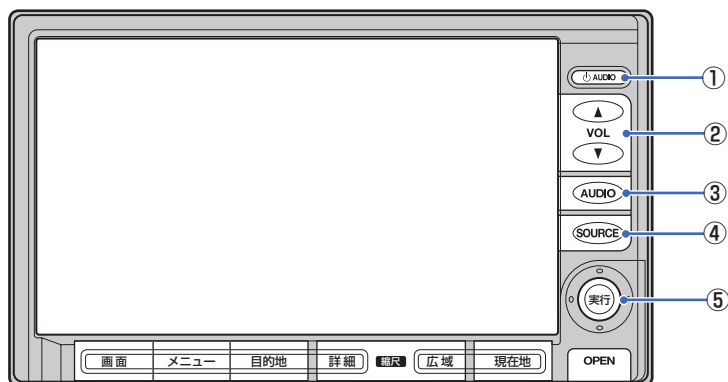 ⏻ AUDIO
①
▲
VOL
▼
②
AUDIO
③
SOURCE
④
実行
⑤
画面 メニュー 目的地 詳細 縮尺 広域 現在地 OPEN